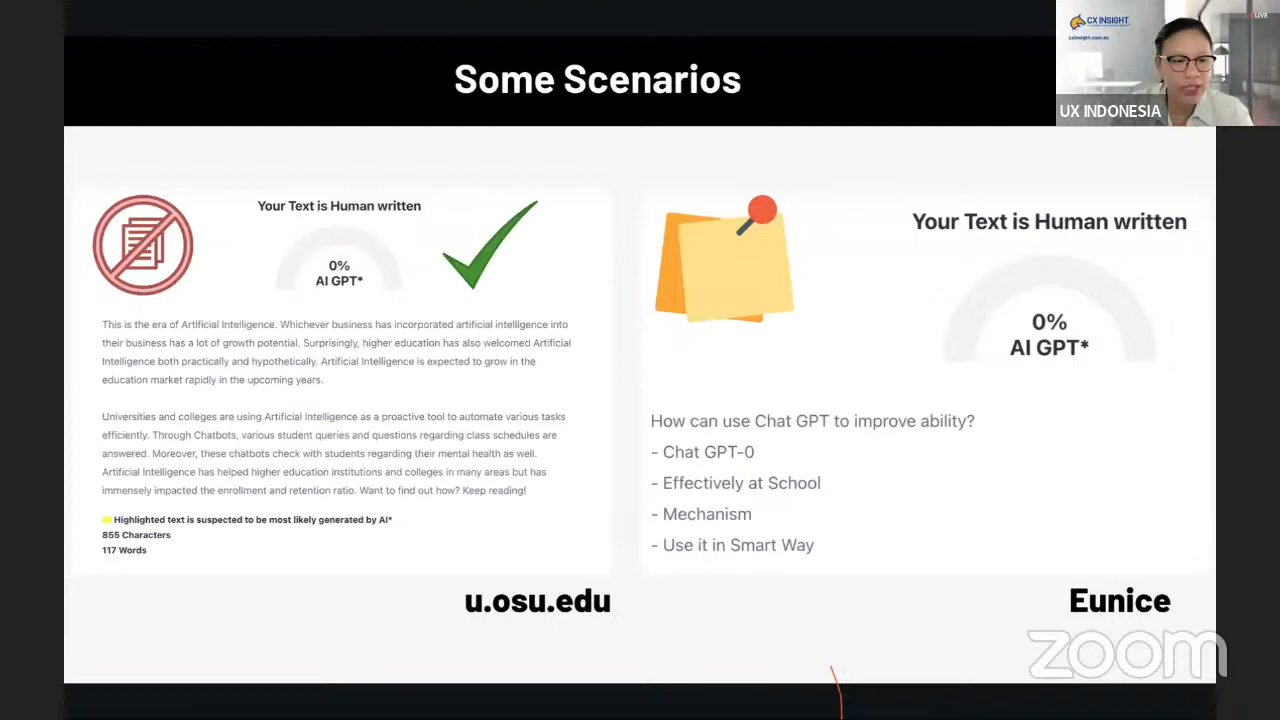 Some Scenarios
CX INSIGHT
cxinsight.com.au
LIVE
UX INDONESIA
Your Text is Human written
0%
AI GPT*
This is the era of Artificial Intelligence. Whichever business has incorporated artificial intelligence into
their business has a lot of growth potential. Surprisingly, higher education has also welcomed Artificial
Intelligence both practically and hypothetically. Artificial Intelligence is expected to grow in the
education market rapidly in the upcoming years.
Universities and colleges are using Artificial Intelligence as a proactive tool to automate various tasks
efficiently. Through Chatbots, various student queries and questions regarding class schedules are
answered. Moreover, these chatbots check with students regarding their mental health as well.
Artificial Intelligence has helped higher education institutions and colleges in many areas but has
immensely impacted the enrollment and retention ratio. Want to find out how? Keep reading!
Highlighted text is suspected to be most likely generated by AI*
855 Characters
117 Words
u.osu.edu
Your Text is Human written
0%
AI GPT*
How can use Chat GPT to improve ability?
- Chat GPT-0
- Effectively at School
- Mechanism
- Use it in Smart Way
Eunice
zoom